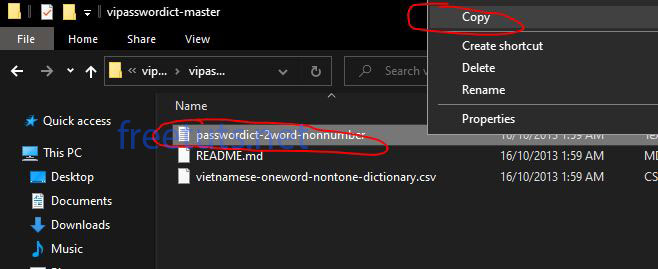 vipasswordict-master
File Home Share View
Copy
Create shortcut
Delete
Rename
Properties
vip... vipas... Search v
Name
Quick access
This PC
Desktop
Documents
Downloads
Music
passwordict-2word-nonnumber 16/10/2013 1:59 AM
README.md 16/10/2013 1:59 AM MD
vietnamese-oneword-nontone-dictionary.csv 16/10/2013 1:59 AM CS